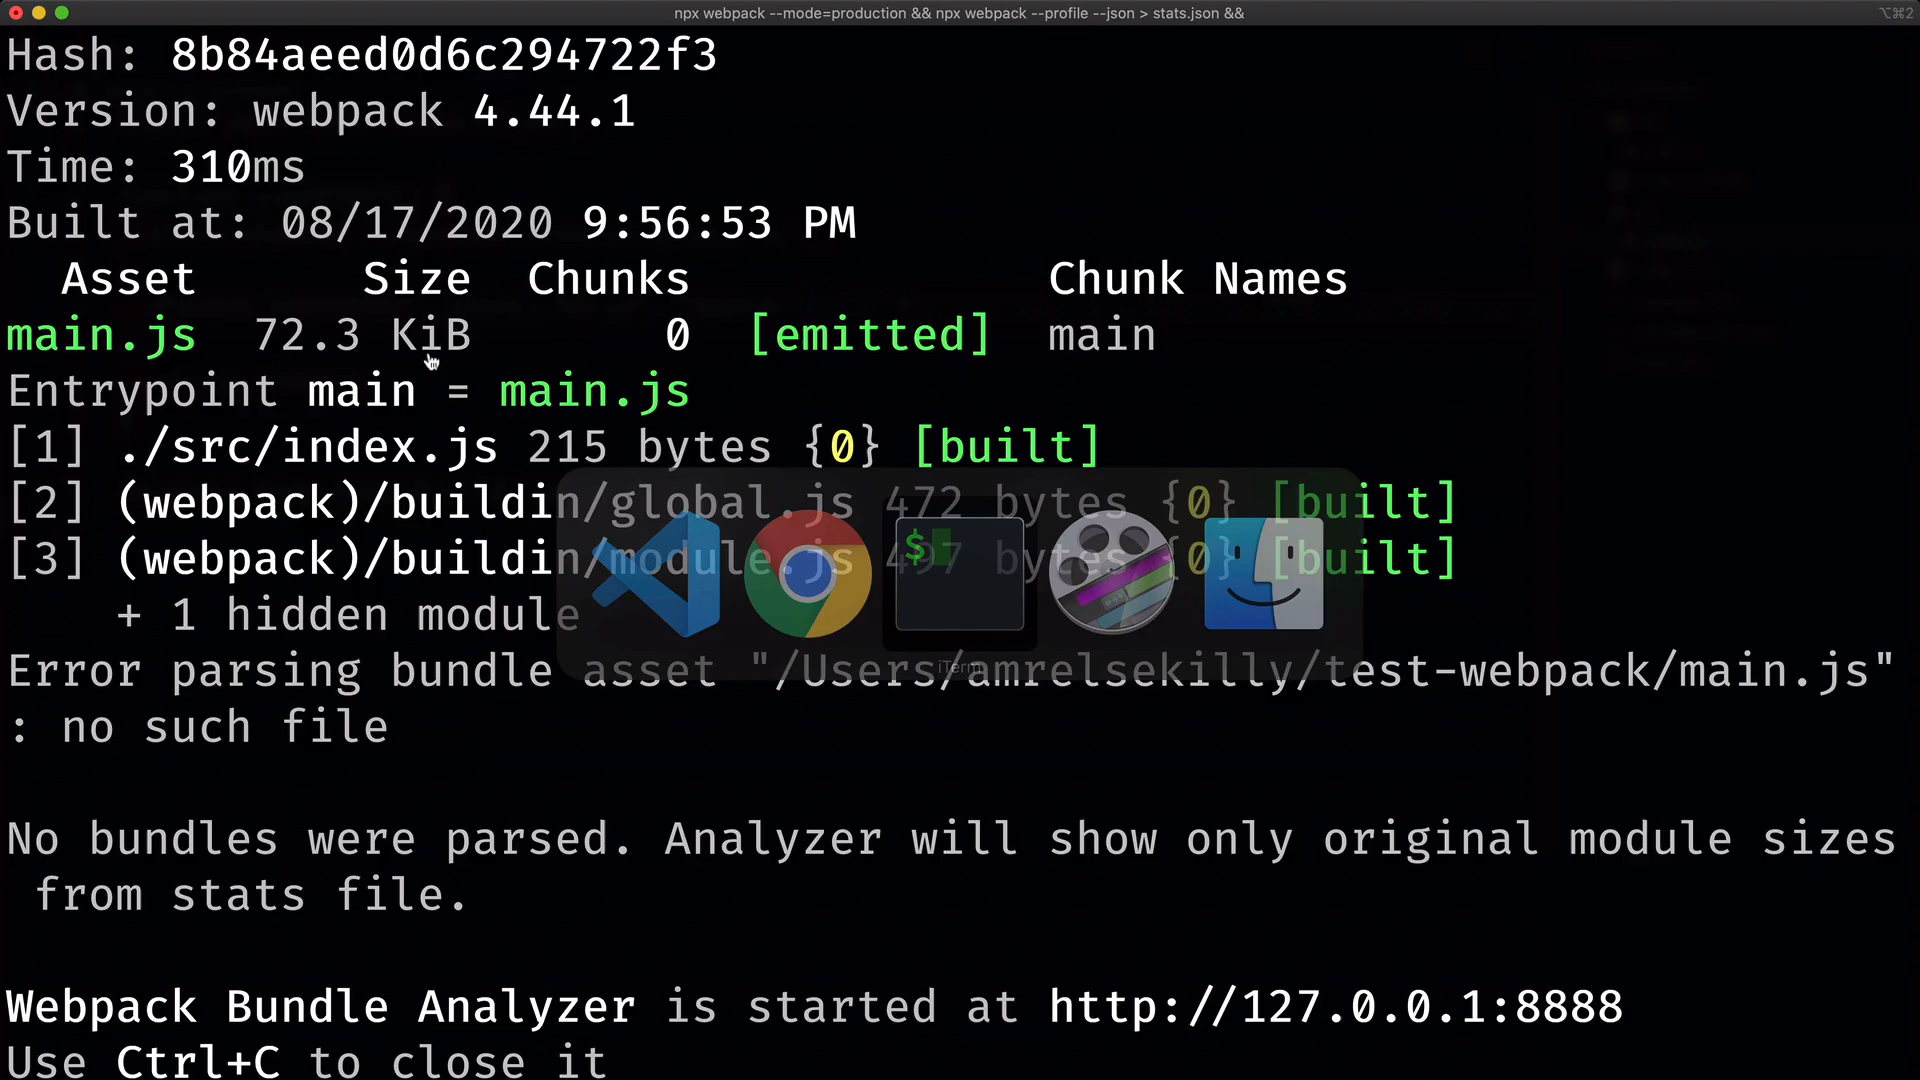 npx webpack --mode=production && npx webpack --profile --json > stats.json &&
⌥⌘2
Hash: 8b84aeed0d6c294722f3
Version: webpack 4.44.1
Time: 310ms
Built at: 08/17/2020 9:56:53 PM
Asset Size Chunks Chunk Names
main.js 72.3 KiB 0 [emitted] main
Entrypoint main = main.js
[1] ./src/index.js 215 bytes {0} [built]
[2] (webpack)/buildin/global.js 472 bytes {0} [built]
[3] (webpack)/buildin/module.js 497 bytes {0} [built]
$
+ 1 hidden module
Error parsing bundle asset "/Users/amrelsekilly/test-webpack/main.js"
iTerm
: no such file
No bundles were parsed. Analyzer will show only original module sizes
from stats file.
Webpack Bundle Analyzer is started at http://127.0.0.1:8888
Use Ctrl+C to close it